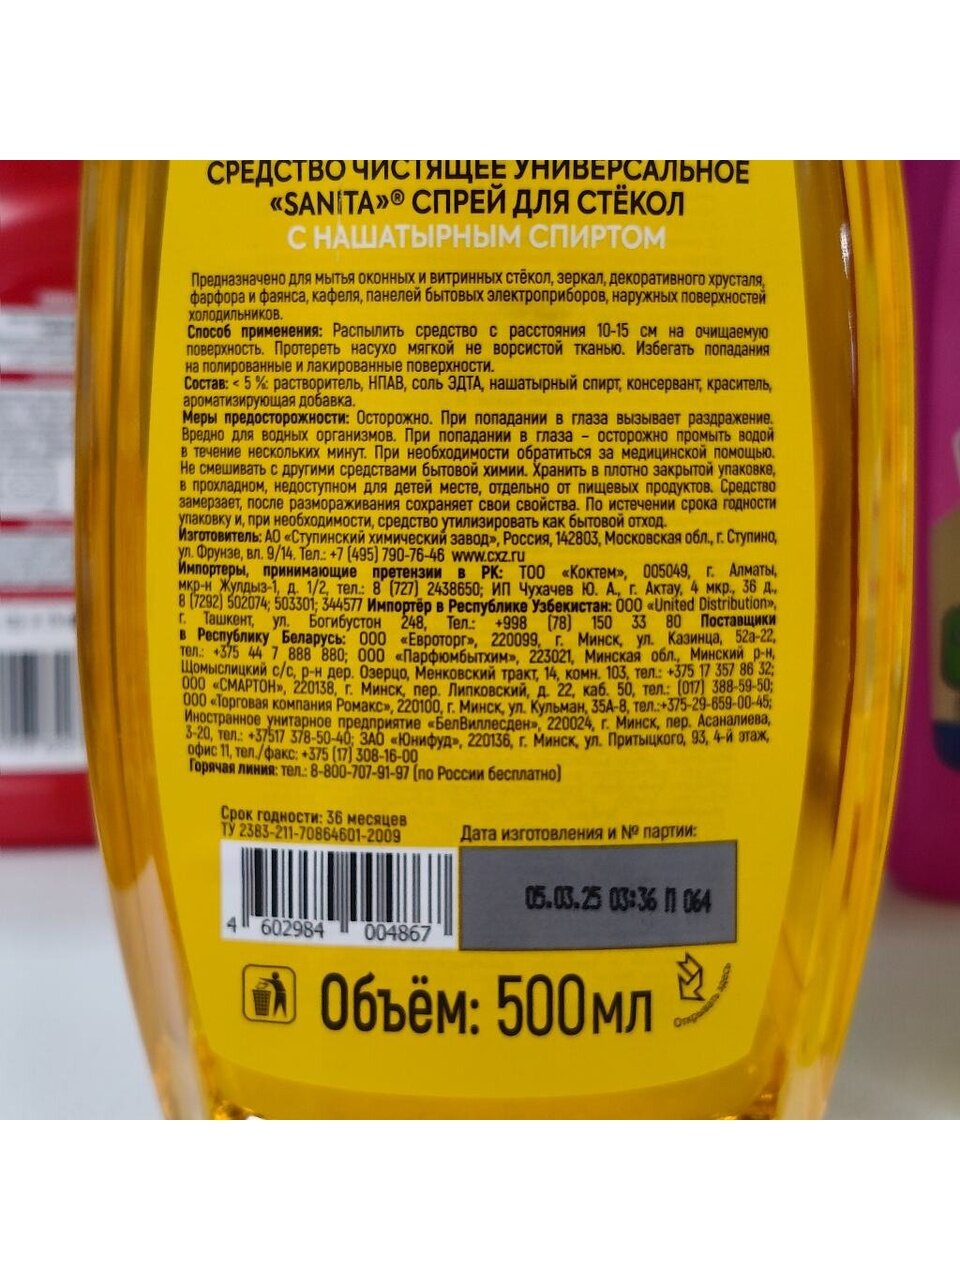 СРЕДСТВО ЧИСТЯЩЕЕ УНИВЕРСАЛЬНОЕ
«SANITA»® СПРЕЙ ДЛЯ СТЁКОЛ
С НАШАТЫРНЫМ СПИРТОМ
Предназначено для мытья оконных и витринных стёкол, зеркал, декоративного хрусталя,
фарфора и фаянса, кафеля, панелей бытовых электроприборов, наружных поверхностей
холодильников.
Способ применения: Распылить средство с расстояния 10-15 см на очищаемую
поверхность. Протереть насухо мягкой не ворсистой тканью. Избегать попадания
на полированные и лакированные поверхности.
Состав: < 5 %: растворитель, НПАВ, соль ЭДТА, нашатырный спирт, консервант, краситель,
ароматизирующая добавка.
Меры предосторожности: Осторожно. При попадании в глаза вызывает раздражение.
Вредно для водных организмов. При попадании в глаза – осторожно промыть водой
в течение нескольких минут. При необходимости обратиться за медицинской помощью.
Не смешивать с другими средствами бытовой химии. Хранить в плотно закрытой упаковке,
в прохладном, недоступном для детей месте, отдельно от пищевых продуктов. Средство
замерзает, после размораживания сохраняет свои свойства. По истечении срока годности
упаковку и, при необходимости, средство утилизировать как бытовой отход.
Изготовитель: АО «Ступинский химический завод», Россия, 142803, Московская обл., г. Ступино,
ул. Фрунзе, вл. 9/14. Тел.: +7 (495) 790-76-46 www.cxz.ru
Импортеры, принимающие претензии в РК: ТОО «Коктем», 005049, г. Алматы,
мкр-н Жулдыз-1, д. 1/2, тел.: 8 (727) 2438650; ИП Чухачев Ю. А., г. Актау, 4 мкр., 36 д.,
8 (7292) 502074; 503301; 344577 Импортёр в Республике Узбекистан: ООО «United Distribution»,
г. Ташкент, ул. Богибустон 248, Тел.: +998 (78) 150 33 80 Поставщики
в Республику Беларусь: ООО «Евроторг», 220099, г. Минск, ул. Казинца, 52а-22,
тел.: +375 44 7 888 880; ООО «Парфюмбытхим», 223021, Минская обл., Минский р-н,
Щомыслицкий с/с, р-н дер. Озерцо, Менковский тракт, 14, комн. 103, тел.: +375 17 357 86 32;
ООО «СМАРТОН», 220138, г. Минск, пер. Липковский, д. 22, каб. 50, тел.: (017) 388-59-50;
ООО «Торговая компания Ромакс», 220100, г. Минск, ул. Кульман, 35А-8, тел.:+375-29-659-00-45;
Иностранное унитарное предприятие «БелВиллесден», 220024, г. Минск, пер. Асаналиева,
3-20, тел.: +37517 378-50-40; ЗАО «Юнифуд», 220136, г. Минск, ул. Притыцкого, 93, 4-й этаж,
офис 11, тел./факс: +375 (17) 308-16-00
Горячая линия: тел.: 8-800-707-91-97 (по России бесплатно)
Срок годности: 36 месяцев
ТУ 2383-211-70864601-2009
Дата изготовления и № партии:
05.03.25 03:36 П 064
4 602984 004867
Объём: 500мл
Открывать здесь